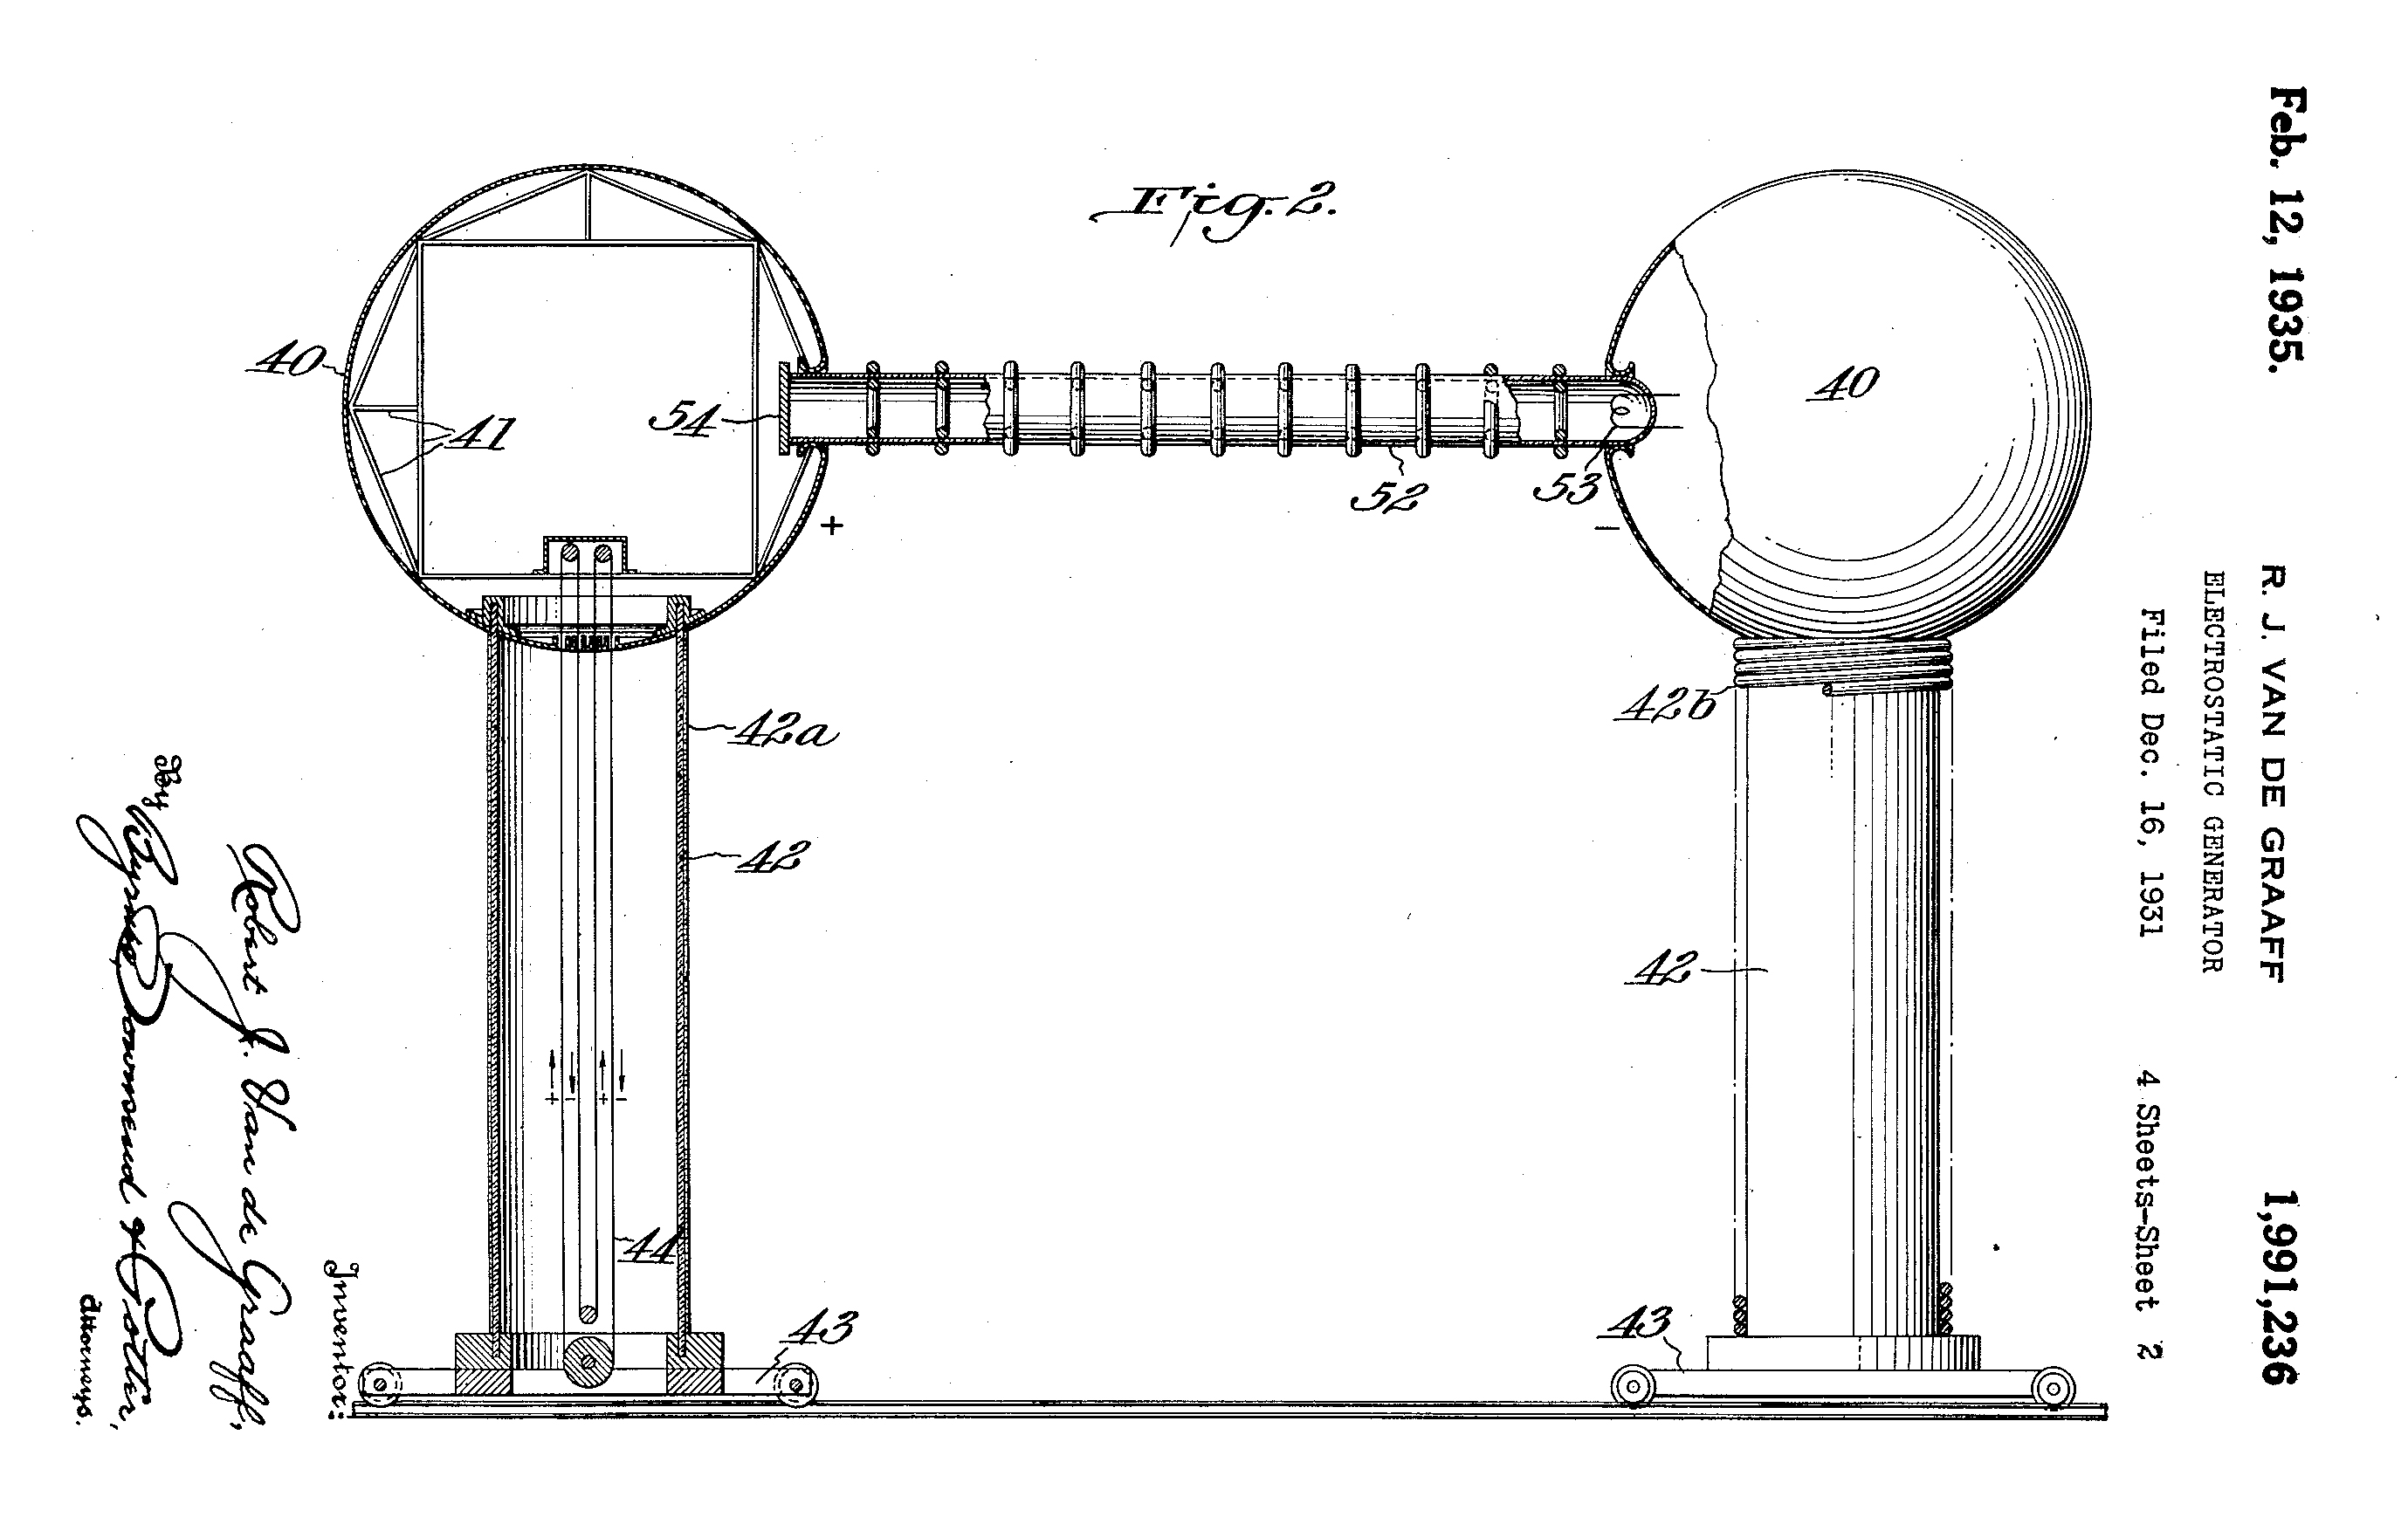 Feb. 12, 1935.
R. J. VAN DE GRAAFF
1,991,236
ELECTROSTATIC GENERATOR
Filed Dec. 16, 1931
4 Sheets-Sheet 2
Fig. 2.
40
40
41
54
52
53
+
−
42a
42b
42
42
+ - + -
44
43
43
Inventor:
Robert J. Van de Graaff,
By
Byrnes, Townsend & Potter,
Attorneys.